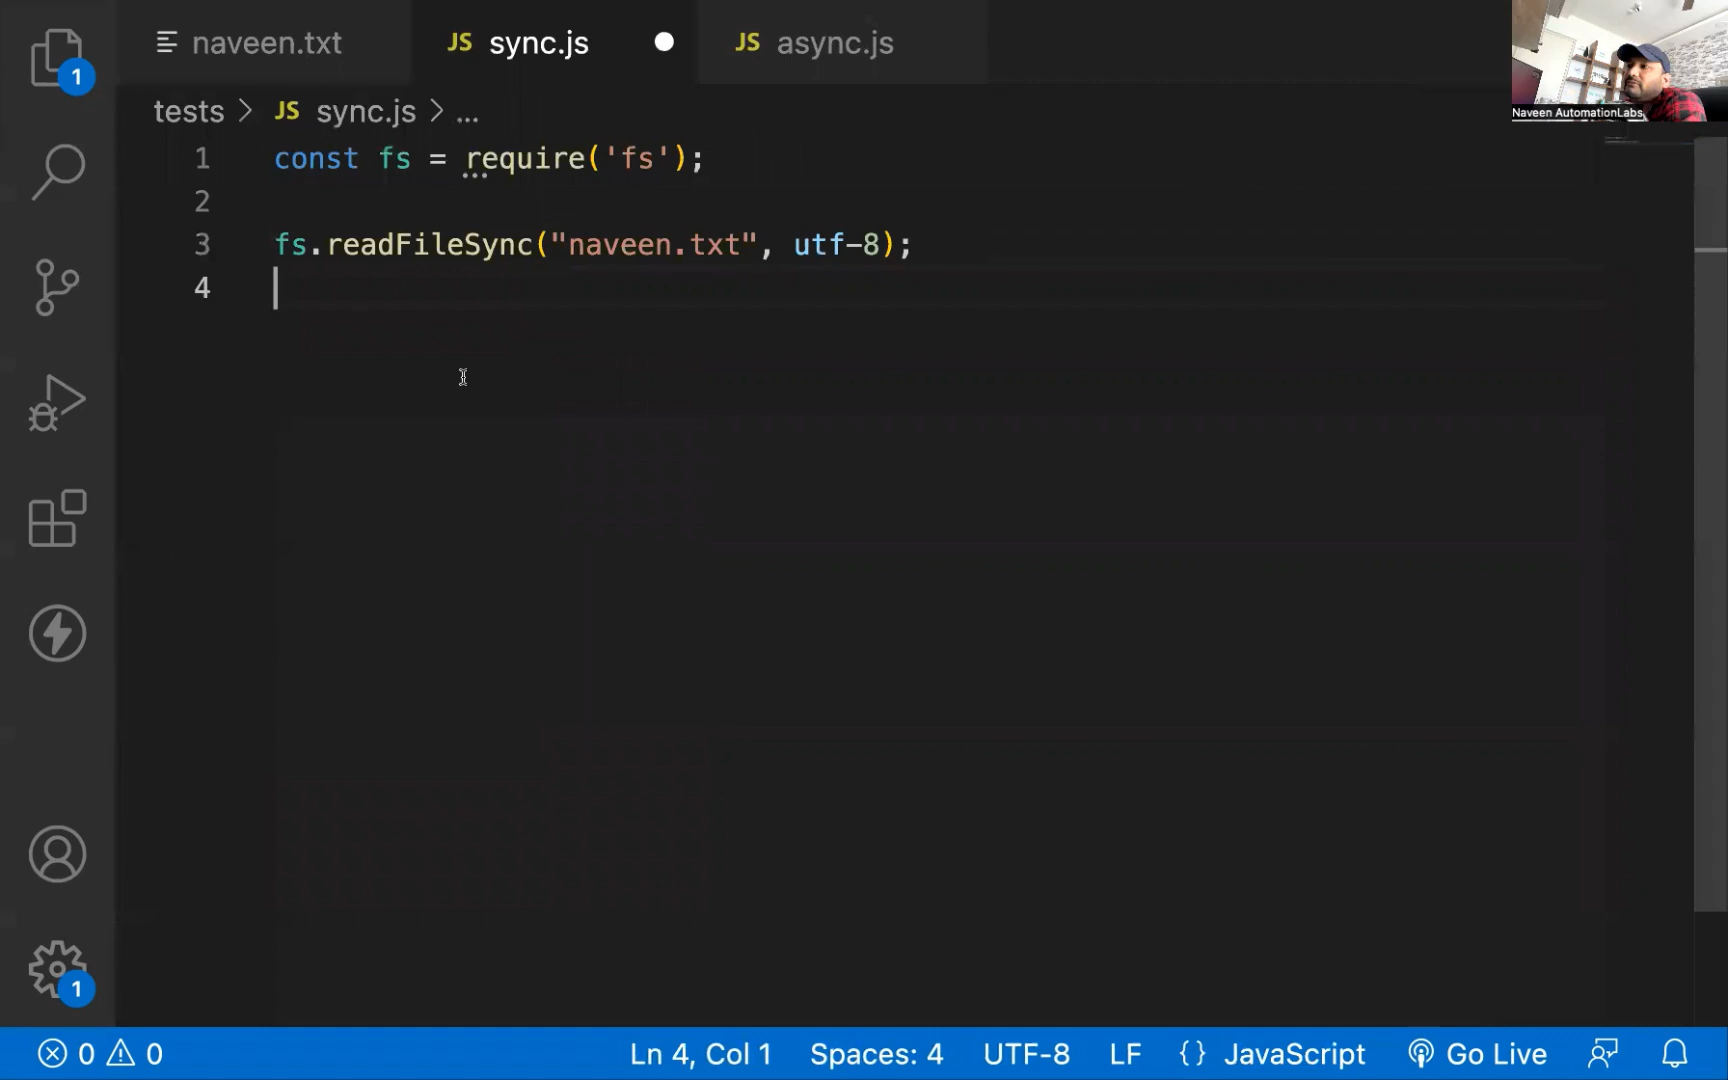 1
naveen.txt
JS sync.js
JS async.js
Naveen AutomationLabs
tests > JS sync.js > ...
1 const fs = require('fs');
2
3 fs.readFileSync("naveen.txt", utf-8);
4
1
0 0
Ln 4, Col 1
Spaces: 4
UTF-8
LF
{} JavaScript
Go Live